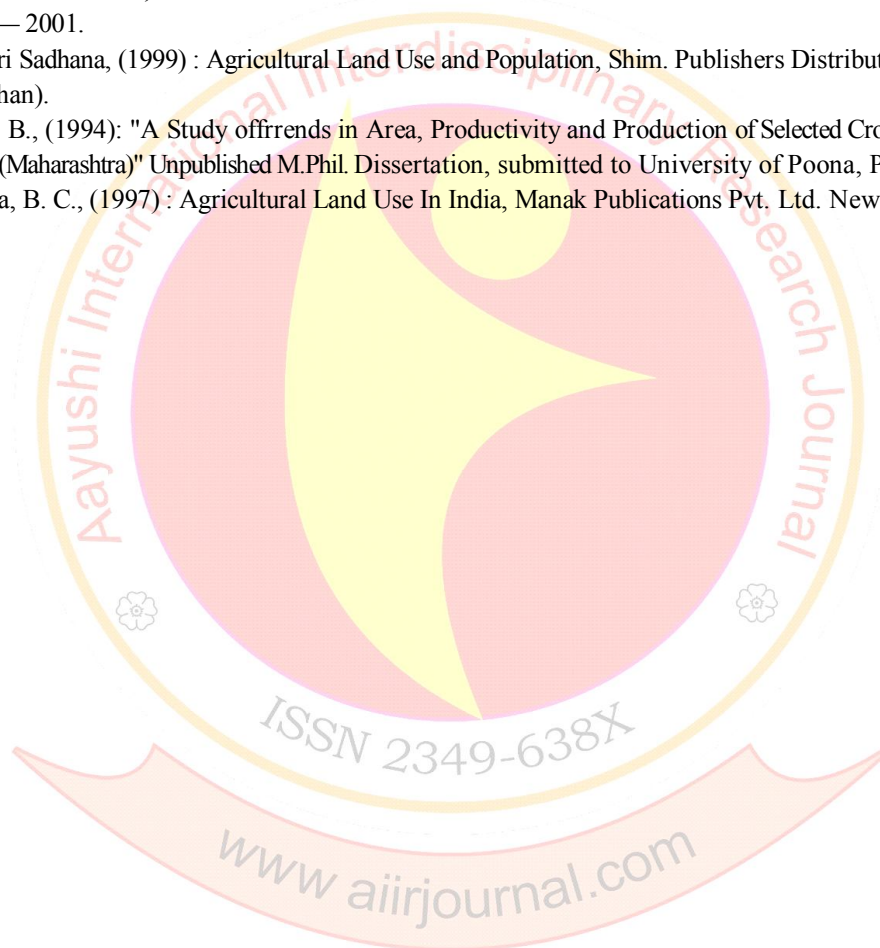 — 2001.
ri Sadhana, (1999) : Agricultural Land Use and Population, Shim. Publishers Distribut
han).
B., (1994): "A Study offrrends in Area, Productivity and Production of Selected Cro
(Maharashtra)" Unpublished M.Phil. Dissertation, submitted to University of Poona, P
a, B. C., (1997) : Agricultural Land Use In India, Manak Publications Pvt. Ltd. New
Aayushi International Interdisciplinary Research Journal
ISSN 2349-638X
www aiirjournal.com